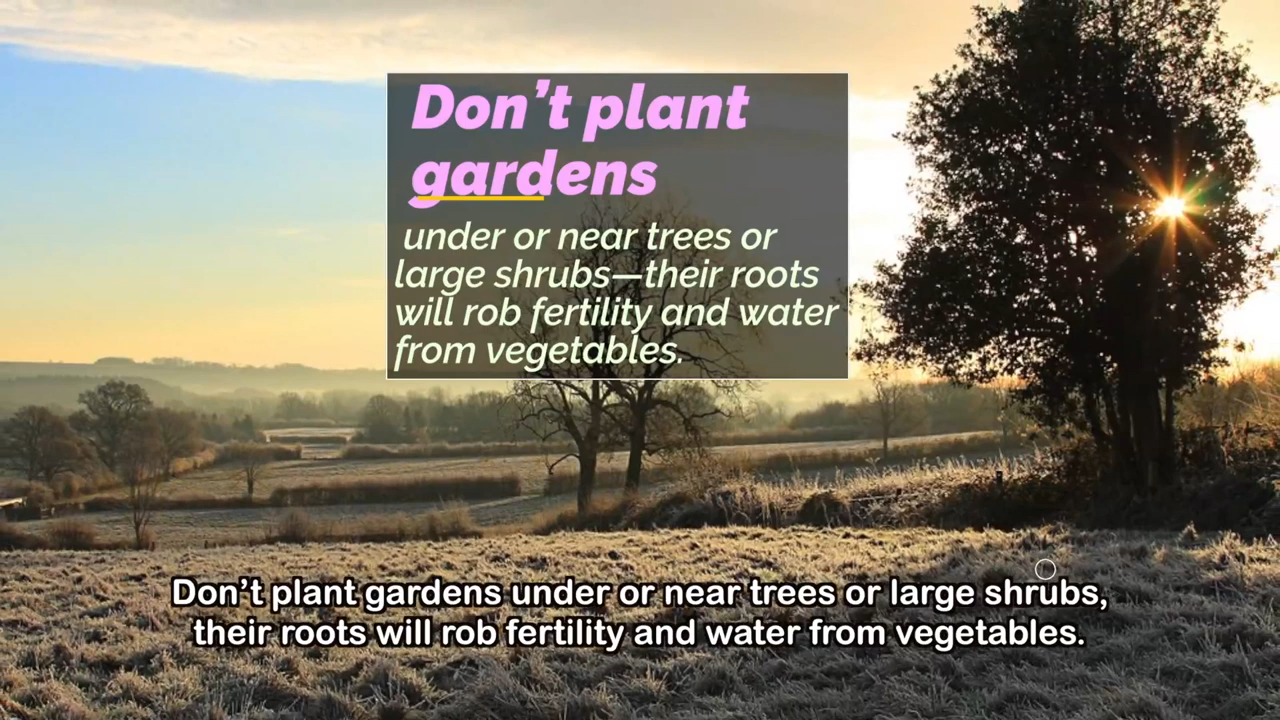 Don’t plant
gardens
under or near trees or
large shrubs—their roots
will rob fertility and water
from vegetables.
Don’t plant gardens under or near trees or large shrubs,
their roots will rob fertility and water from vegetables.